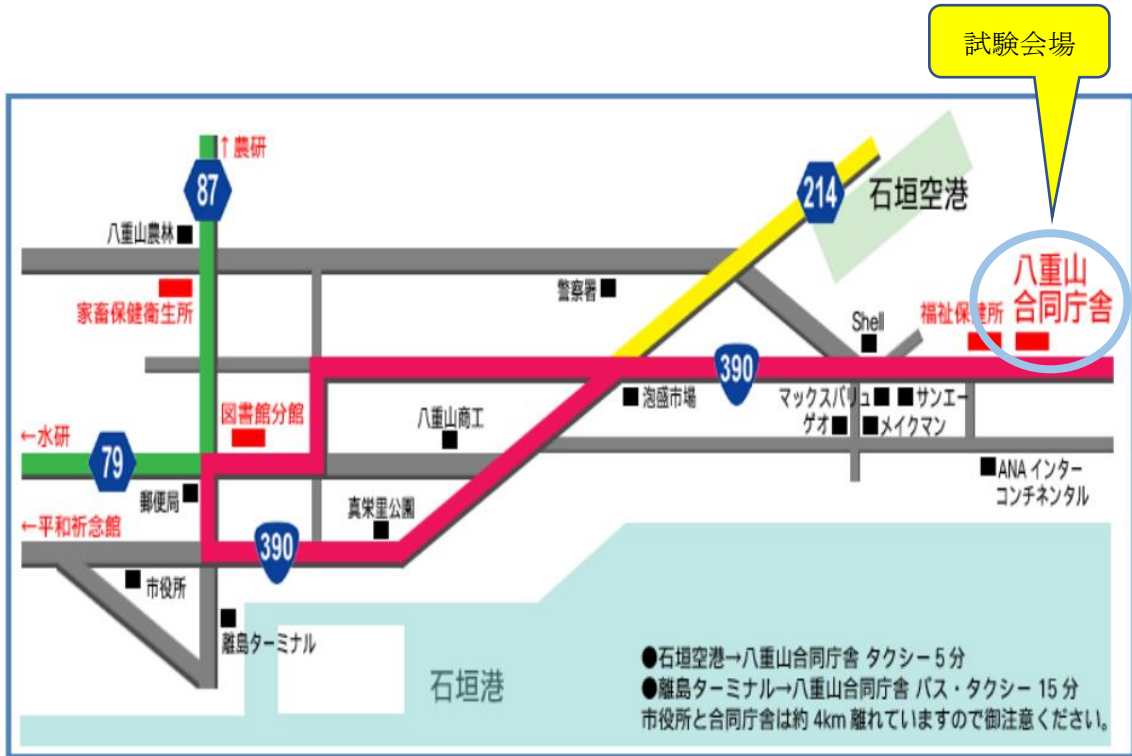 試験会場
↑農研
87
214
石垣空港
八重山農林
家畜保健衛生所
警察署
Shell
福祉保健所
八重山
合同庁舎
390
図書館分館
八重山商工
泡盛市場
マックスバリュ
サンエー
ゲオ
メイクマン
←水研
79
郵便局
真栄里公園
ANAインター
コンチネンタル
←平和祈念館
390
市役所
離島ターミナル
石垣港
●石垣空港→八重山合同庁舎 タクシー5分
●離島ターミナル→八重山合同庁舎 バス・タクシー15分
市役所と合同庁舎は約4km離れていますので御注意ください。